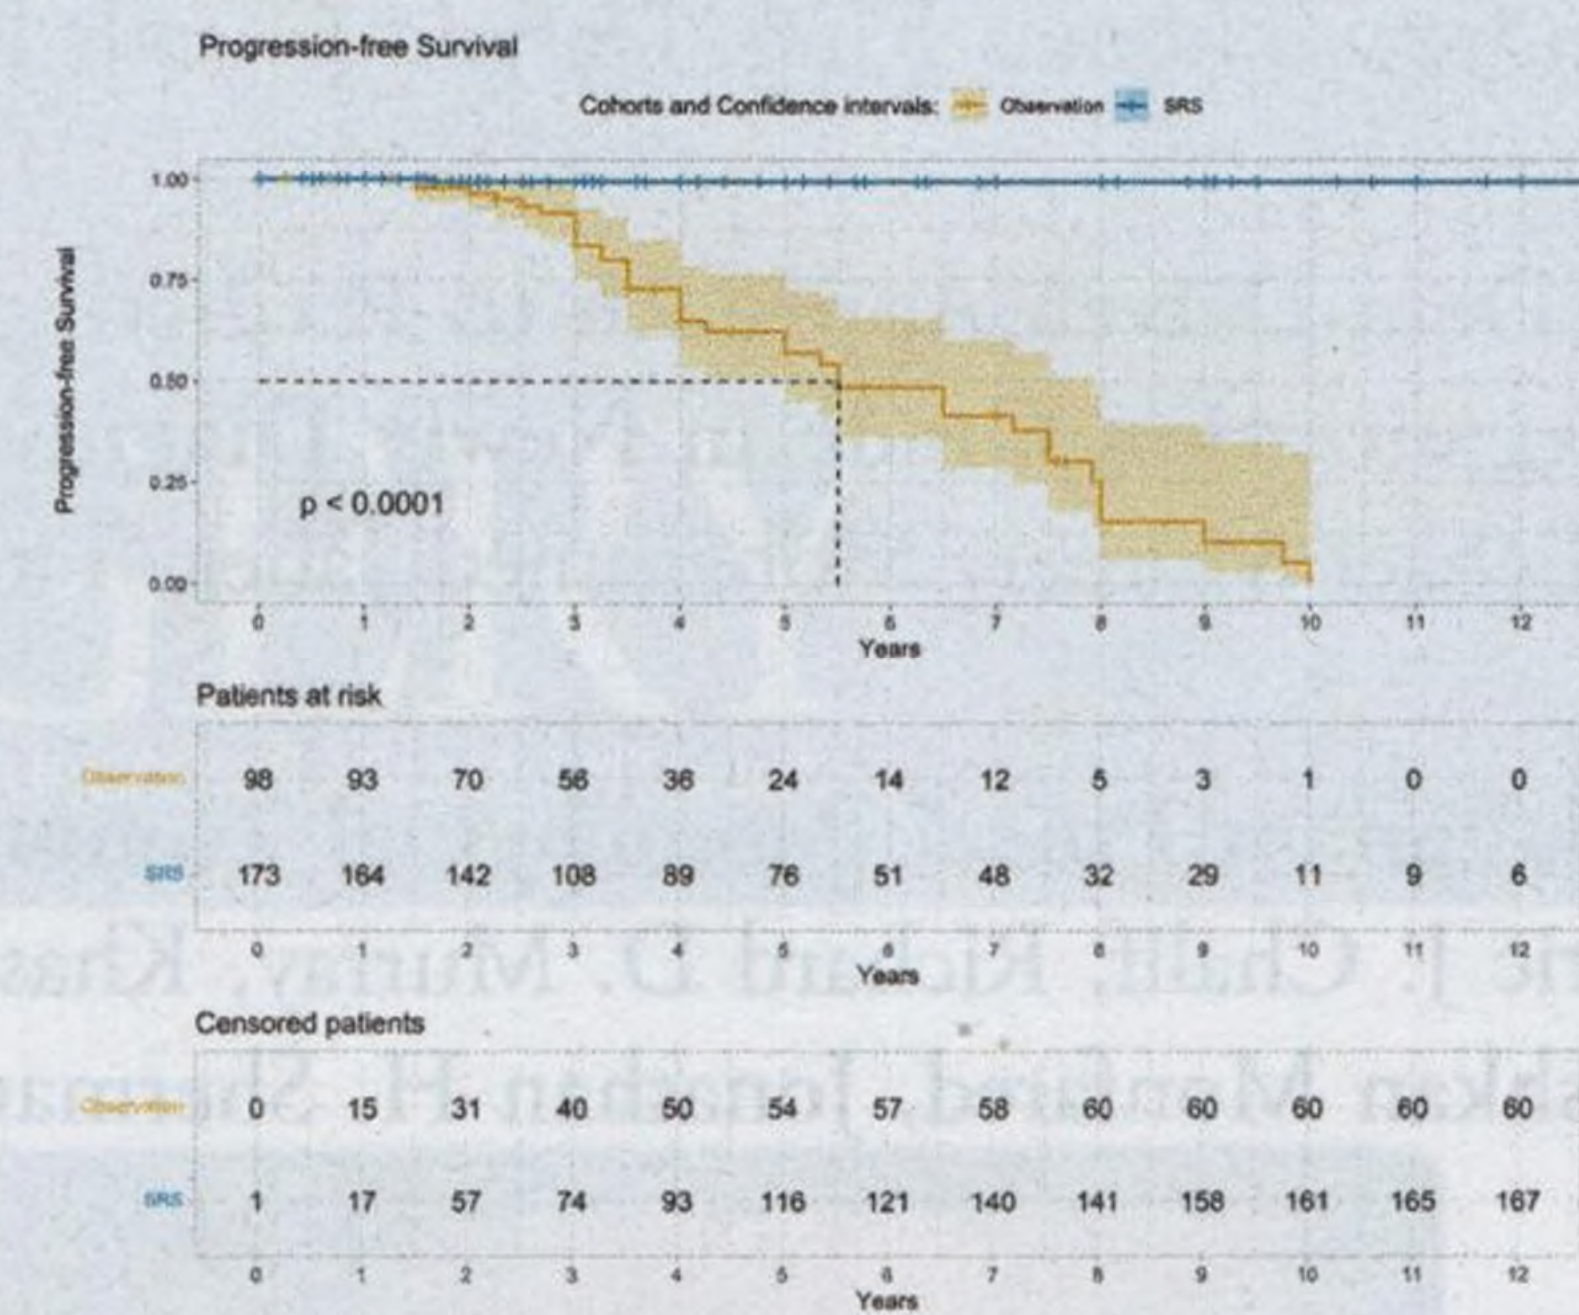 Progression-free Survival
Cohorts and Confidence intervals: Observation SRS
Progression-free Survival
1.00
0.75
0.50
0.25
0.00
p < 0.0001
0 1 2 3 4 5 6 7 8 9 10 11 12
Years
Patients at risk
Observation 98 93 70 56 36 24 14 12 5 3 1 0 0
SRS 173 164 142 108 89 76 51 48 32 29 11 9 6
0 1 2 3 4 5 6 7 8 9 10 11 12
Years
Censored patients
Observation 0 15 31 40 50 54 57 58 60 60 60 60 60
SRS 1 17 57 74 93 116 121 140 141 158 161 165 167
0 1 2 3 4 5 6 7 8 9 10 11 12
Years